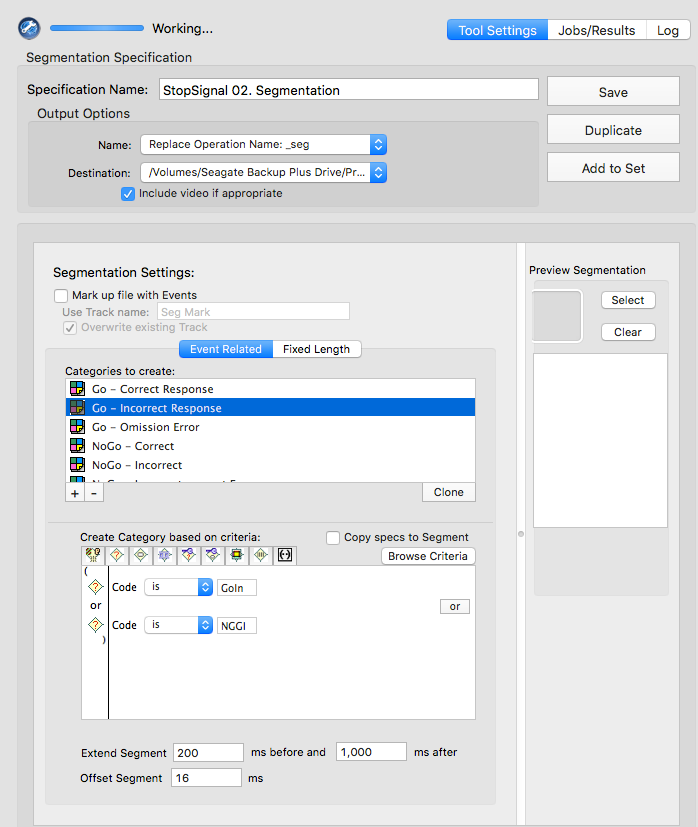 Working...
Tool Settings Jobs/Results Log
Segmentation Specification
Specification Name: StopSignal 02. Segmentation
Save
Output Options
Duplicate
Name: Replace Operation Name: _seg
Add to Set
Destination: /Volumes/Seagate Backup Plus Drive/Pr...
Include video if appropriate
Segmentation Settings:
Mark up file with Events
Use Track name: Seg Mark
Overwrite existing Track
Event Related Fixed Length
Categories to create:
Go – Correct Response
Go – Incorrect Response
Go – Omission Error
NoGo – Correct
NoGo – Incorrect
+ -
Clone
Create Category based on criteria:
Copy specs to Segment
Browse Criteria
(
Code is GoIn
or
or
Code is NGGI
)
Extend Segment 200 ms before and 1,000 ms after
Offset Segment 16 ms
Preview Segmentation
Select
Clear